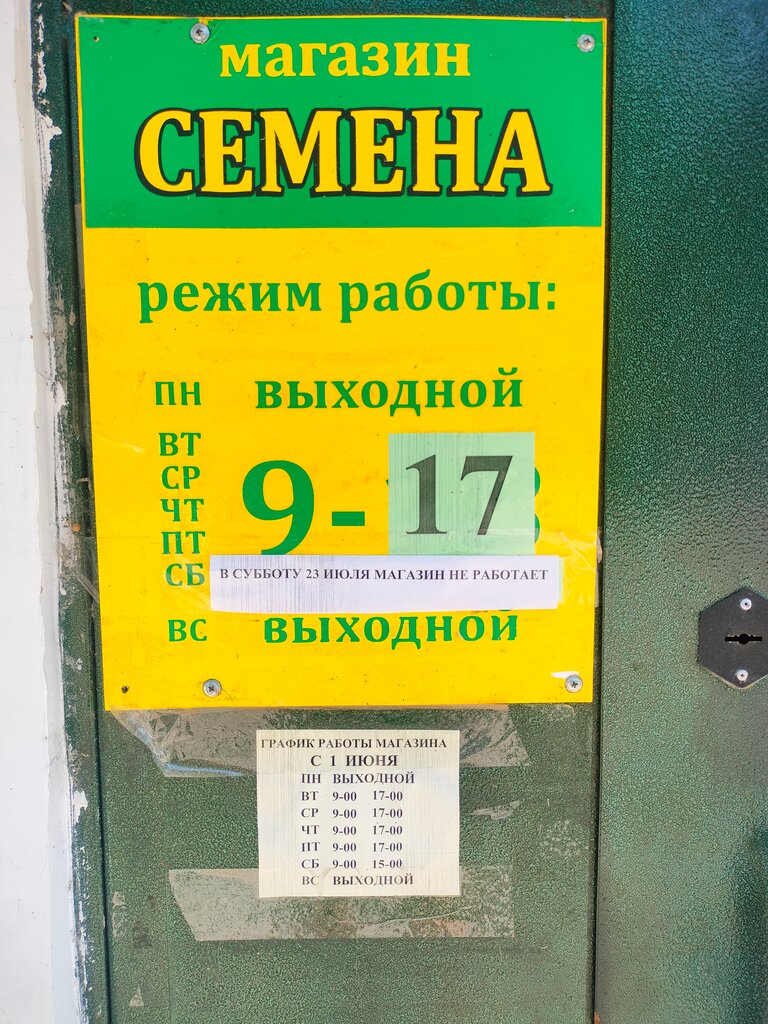 магазин
СЕМЕНА
режим работы:
ПН выходной
ВТ
СР
ЧТ
ПТ
СБ
9-17
В СУББОТУ 23 ИЮЛЯ МАГАЗИН НЕ РАБОТАЕТ
ВС выходной
ГРАФИК РАБОТЫ МАГАЗИНА
С 1 ИЮНЯ
ПН ВЫХОДНОЙ
ВТ 9-00 17-00
СР 9-00 17-00
ЧТ 9-00 17-00
ПТ 9-00 17-00
СБ 9-00 15-00
ВС ВЫХОДНОЙ